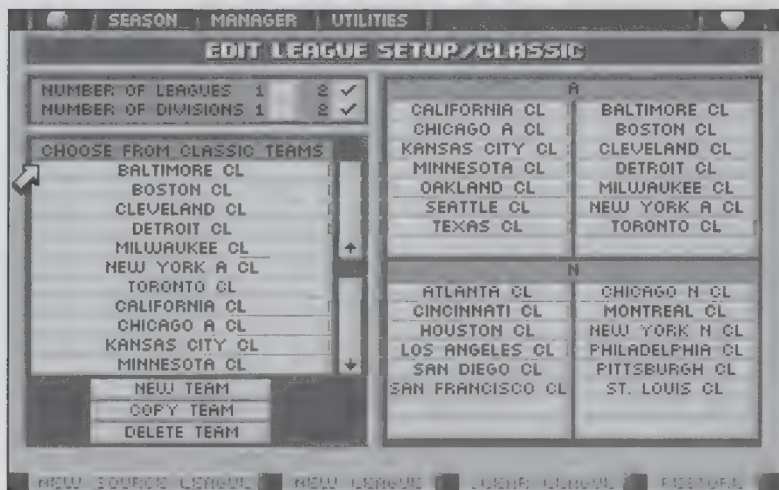 SEASON MANAGER UTILITIES
EDIT LEAGUE SETUP/CLASSIC
NUMBER OF LEAGUES 1 2 ✓
NUMBER OF DIVISIONS 1 2 ✓
CHOOSE FROM CLASSIC TEAMS
BALTIMORE CL
BOSTON CL
CLEVELAND CL
DETROIT CL
MILWAUKEE CL
NEW YORK A CL
TORONTO CL
CALIFORNIA CL
CHICAGO A CL
KANSAS CITY CL
MINNESOTA CL
NEW TEAM
COPY TEAM
DELETE TEAM
A
CALIFORNIA CL
CHICAGO A CL
KANSAS CITY CL
MINNESOTA CL
OAKLAND CL
SEATTLE CL
TEXAS CL
BALTIMORE CL
BOSTON CL
CLEVELAND CL
DETROIT CL
MILWAUKEE CL
NEW YORK A CL
TORONTO CL
N
ATLANTA CL
CINCINNATI CL
HOUSTON CL
LOS ANGELES CL
SAN DIEGO CL
SAN FRANCISCO CL
CHICAGO N CL
MONTREAL CL
NEW YORK N CL
PHILADELPHIA CL
PITTSBURGH CL
ST. LOUIS CL
NEW SOURCE LEAGUE NEW LEAGUE CLEAR LEAGUE RESTORE